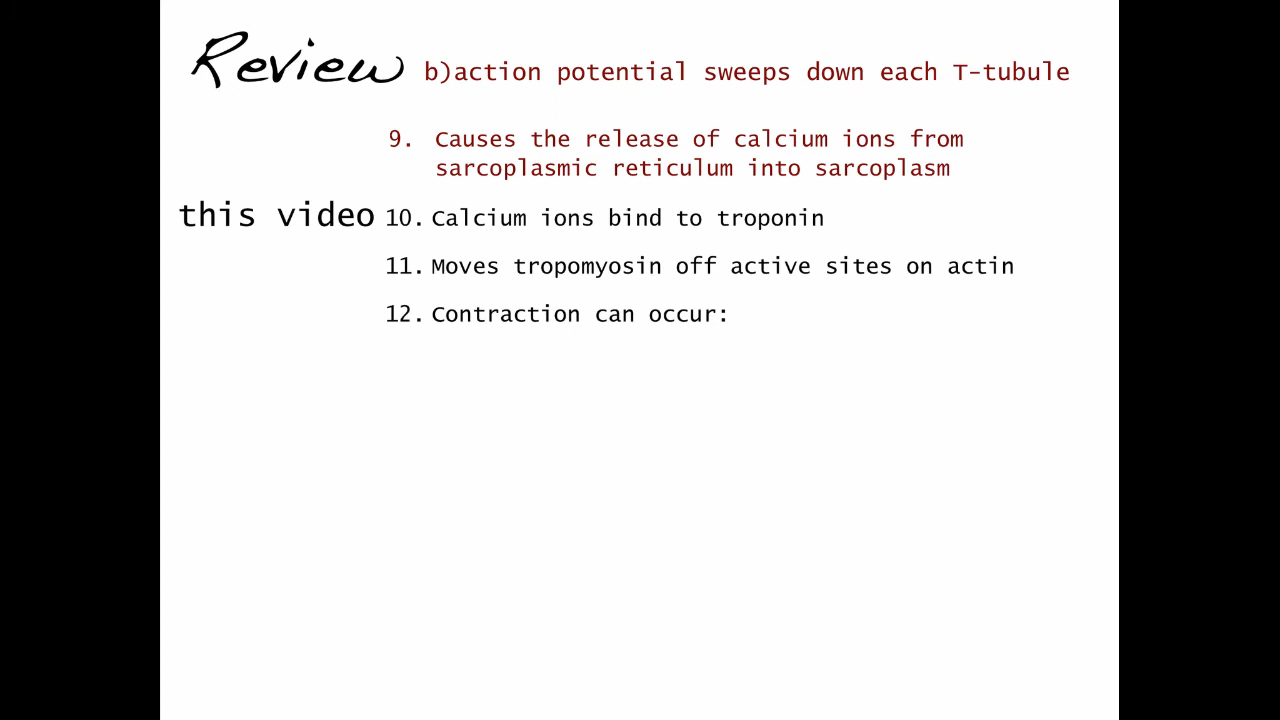 Review b)action potential sweeps down each T-tubule
9. Causes the release of calcium ions from
sarcoplasmic reticulum into sarcoplasm
this video 10. Calcium ions bind to troponin
11. Moves tropomyosin off active sites on actin
12. Contraction can occur: